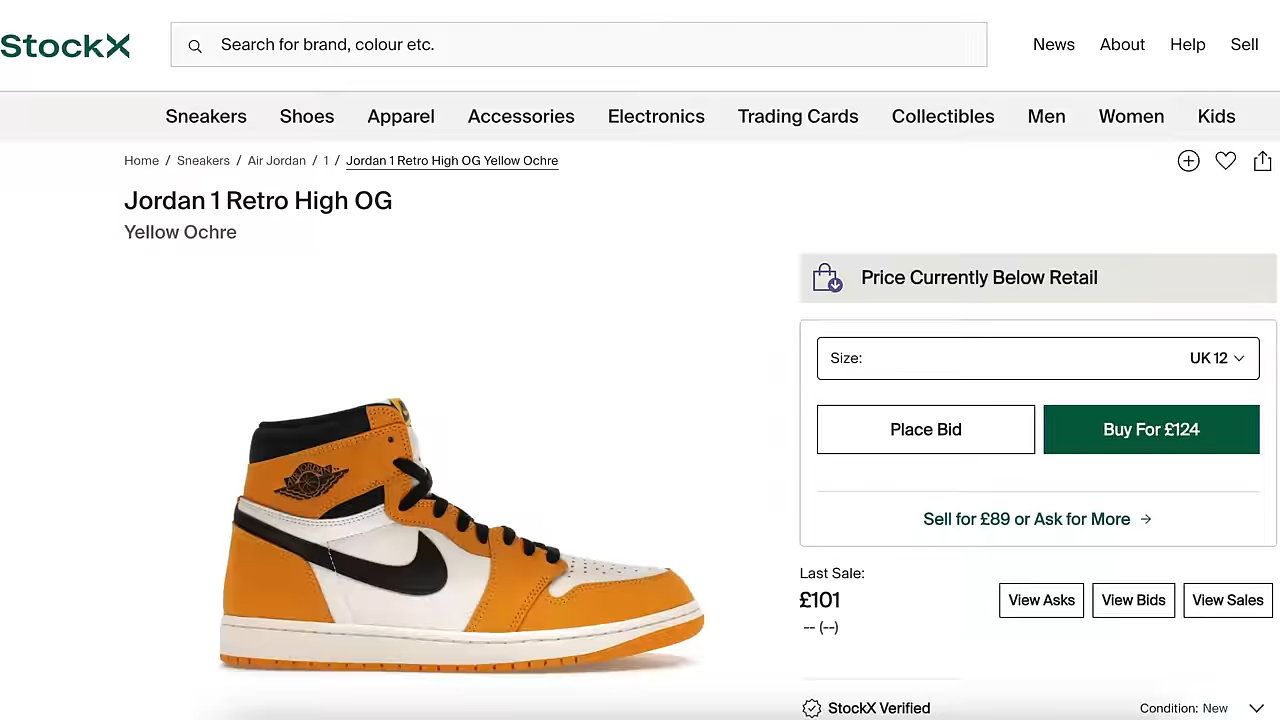 StockX
Search for brand, colour etc.
News About Help Sell
Sneakers Shoes Apparel Accessories Electronics Trading Cards Collectibles Men Women Kids
Home / Sneakers / Air Jordan / 1 / Jordan 1 Retro High OG Yellow Ochre
Jordan 1 Retro High OG
Yellow Ochre
Price Currently Below Retail
Size: UK 12
Place Bid Buy For £124
Sell for £89 or Ask for More →
Last Sale:
£101
-- (--)
View Asks View Bids View Sales
AIR JORDAN
StockX Verified
Condition: New